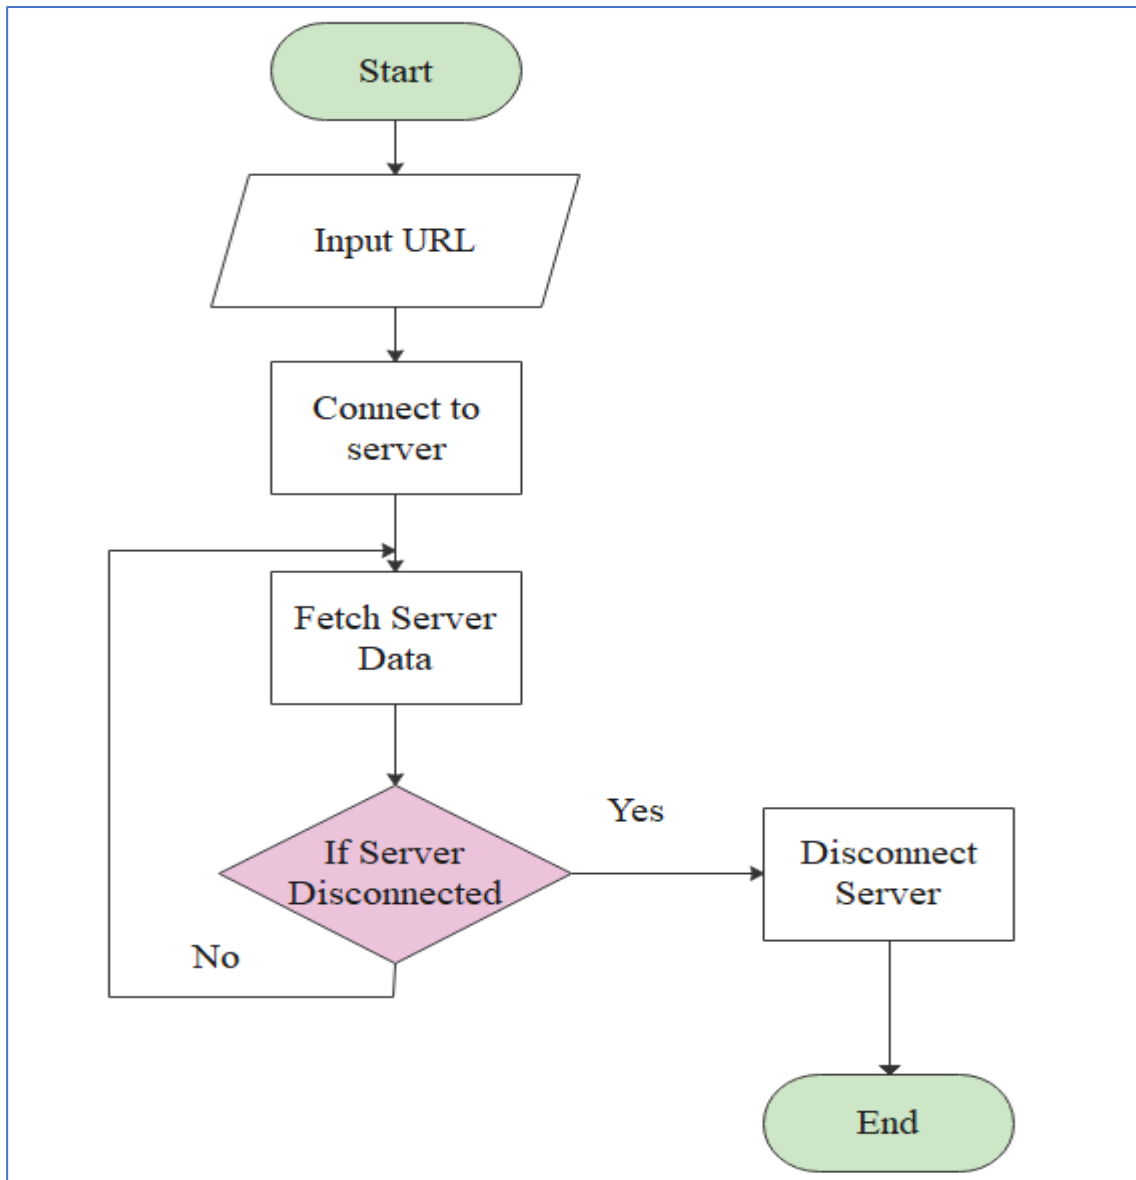 Start
Input URL
Connect to
server
Fetch Server
Data
If Server
Disconnected
Yes
Disconnect
Server
No
End